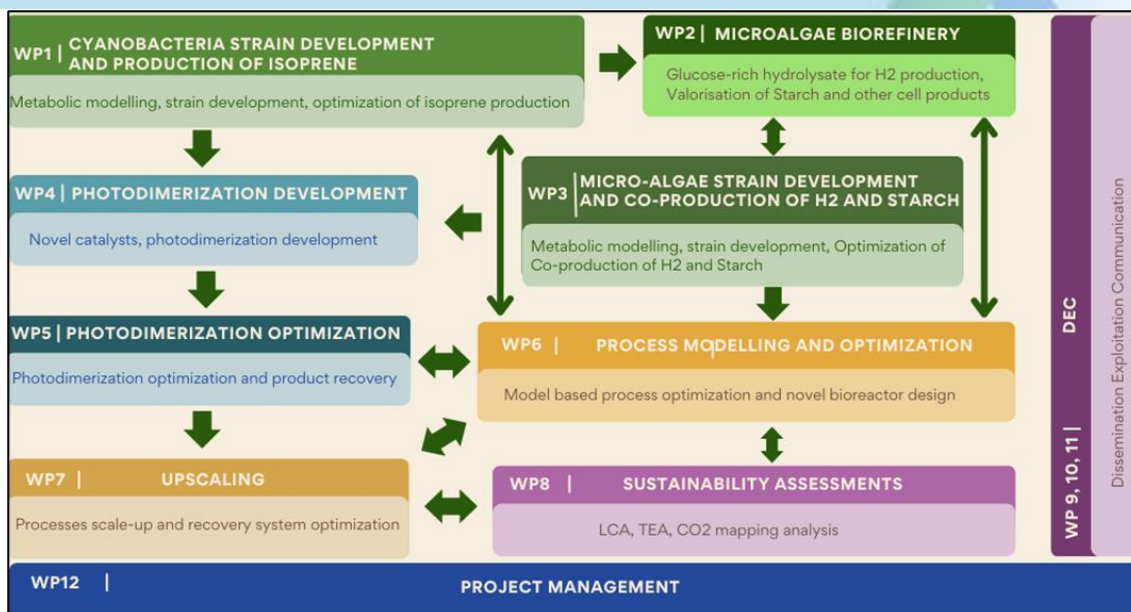 WP1 | CYANOBACTERIA STRAIN DEVELOPMENT
AND PRODUCTION OF ISOPRENE
Metabolic modelling, strain development, optimization of isoprene production
WP2 | MICROALGAE BIOREFINERY
Glucose-rich hydrolysate for H2 production,
Valorisation of Starch and other cell products
WP4 | PHOTODIMERIZATION DEVELOPMENT
Novel catalysts, photodimerization development
WP3 | MICRO-ALGAE STRAIN DEVELOPMENT
AND CO-PRODUCTION OF H2 AND STARCH
Metabolic modelling, strain development, Optimization of
Co-production of H2 and Starch
WP5 | PHOTODIMERIZATION OPTIMIZATION
Photodimerization optimization and product recovery
WP6 | PROCESS MODELLING AND OPTIMIZATION
Model based process optimization and novel bioreactor design
WP7 | UPSCALING
Processes scale-up and recovery system optimization
WP8 | SUSTAINABILITY ASSESSMENTS
LCA, TEA, CO2 mapping analysis
WP 9, 10, 11 | DEC
Dissemination Exploitation Communication
WP12 | PROJECT MANAGEMENT